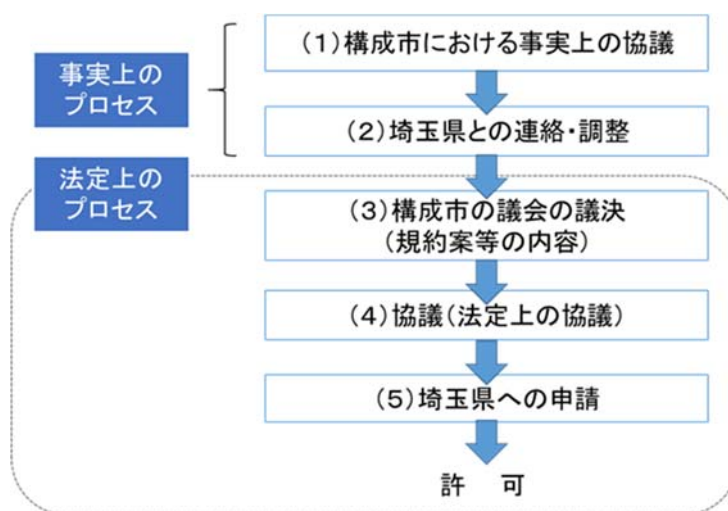 事実上の
プロセス
(1)構成市における事実上の協議
(2)埼玉県との連絡・調整
法定上の
プロセス
(3)構成市の議会の議決
(規約案等の内容)
(4)協議(法定上の協議)
(5)埼玉県への申請
許 可